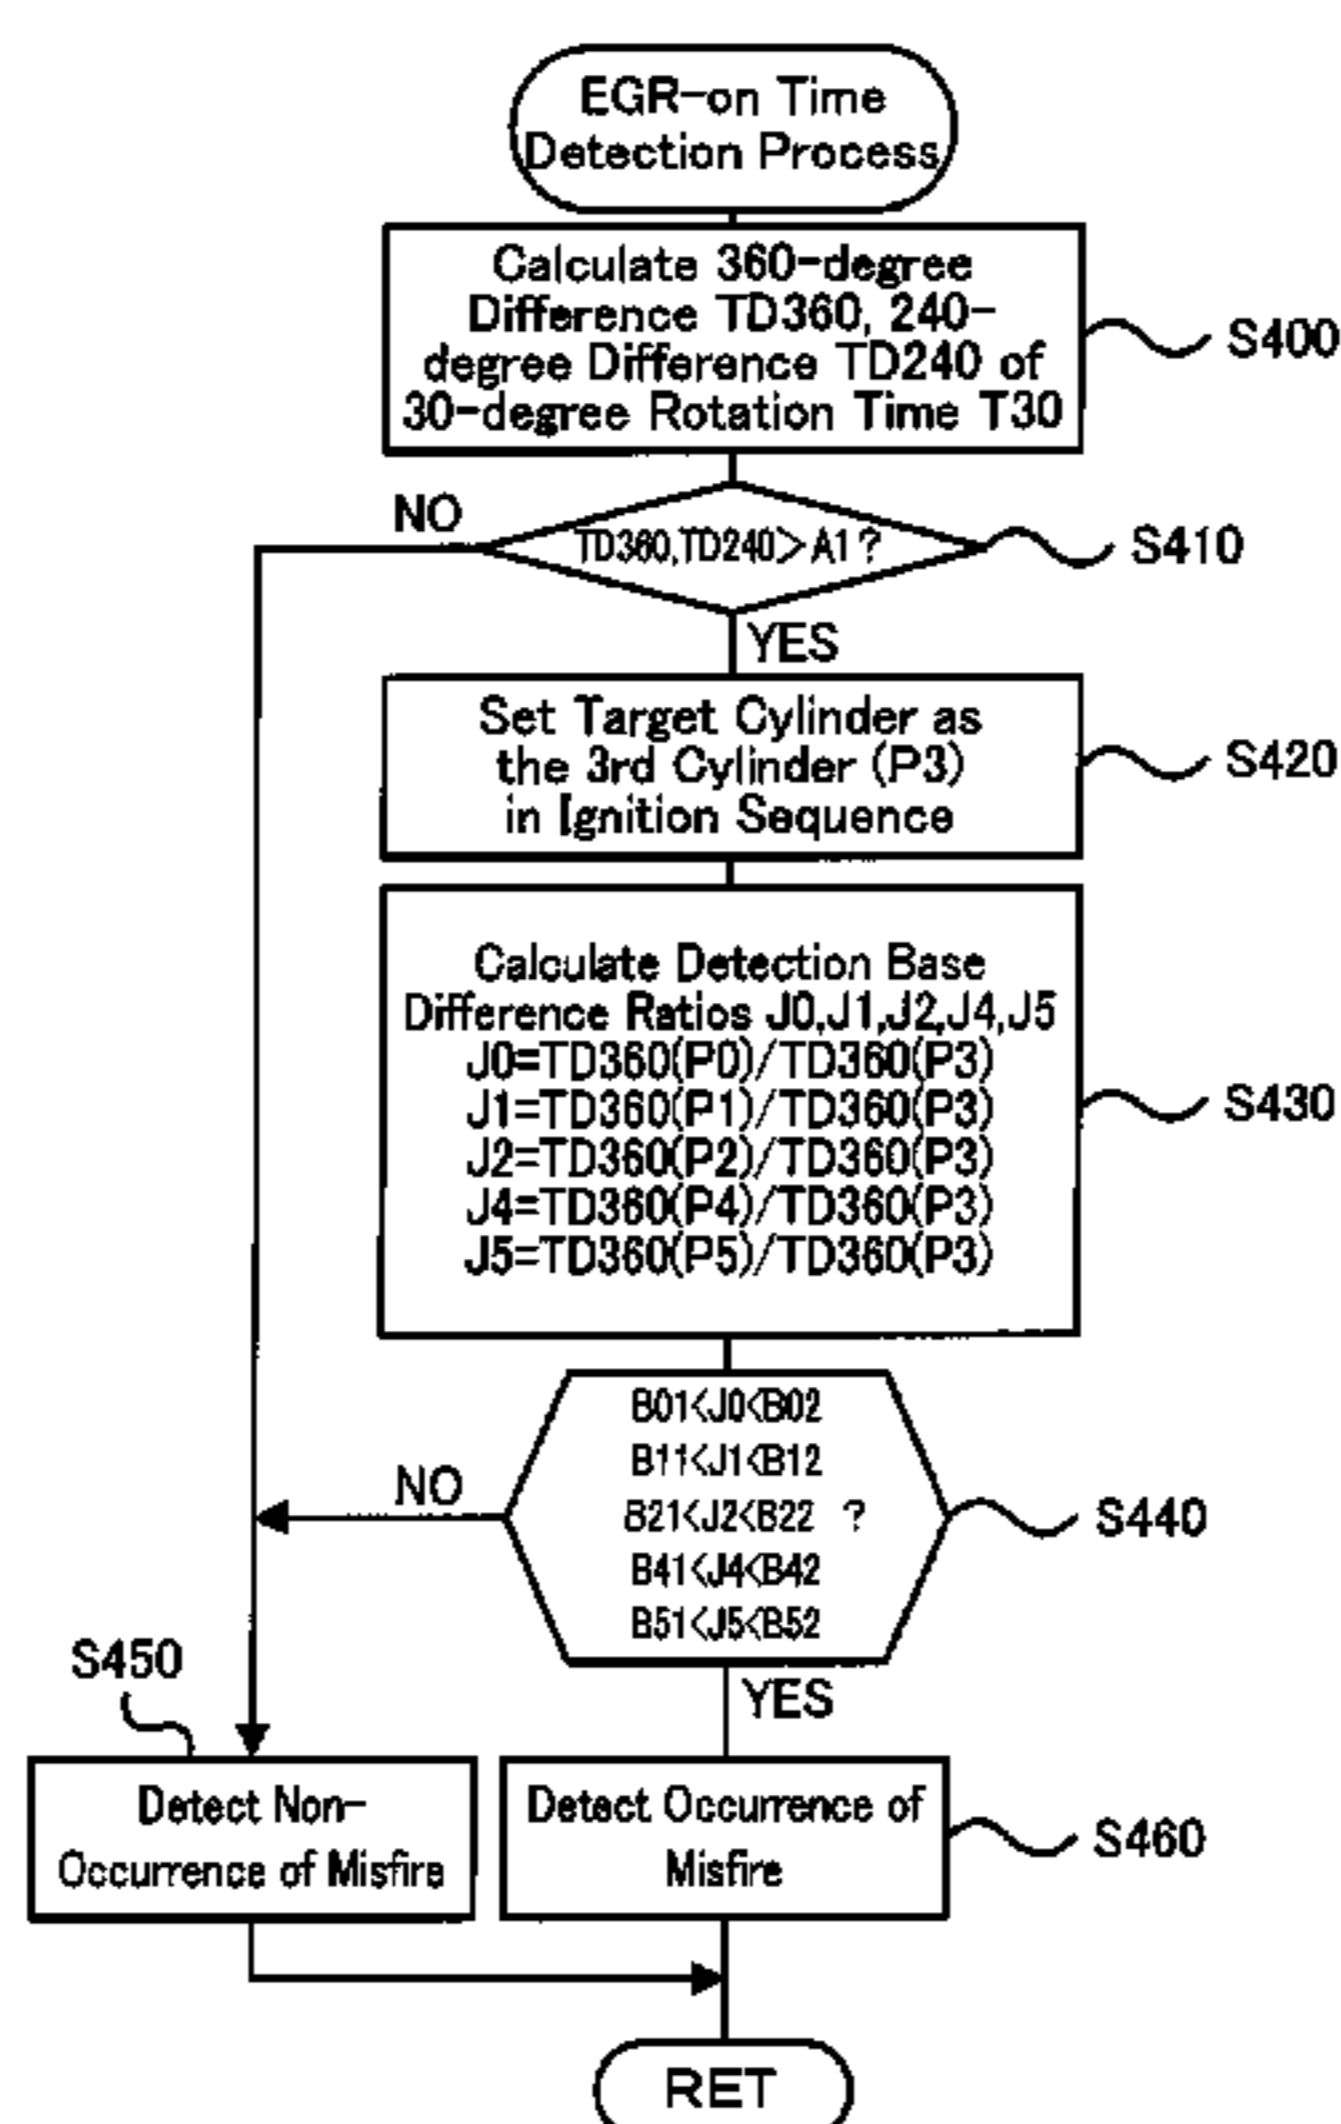 EGR-on Time
Detection Process
Calculate 360-degree
Difference TD360, 240-
degree Difference TD240 of
30-degree Rotation Time T30
S400
NO
TD360,TD240>A1?
S410
YES
Set Target Cylinder as
the 3rd Cylinder (P3)
in Ignition Sequence
S420
Calculate Detection Base
Difference Ratios J0,J1,J2,J4,J5
J0=TD360(P0)/TD360(P3)
J1=TD360(P1)/TD360(P3)
J2=TD360(P2)/TD360(P3)
J4=TD360(P4)/TD360(P3)
J5=TD360(P5)/TD360(P3)
S430
B01<J0<B02
B11<J1<B12
B21<J2<B22 ?
B41<J4<B42
B51<J5<B52
NO
S440
S450
YES
Detect Non-
Occurrence of Misfire
Detect Occurrence of
Misfire
S460
RET